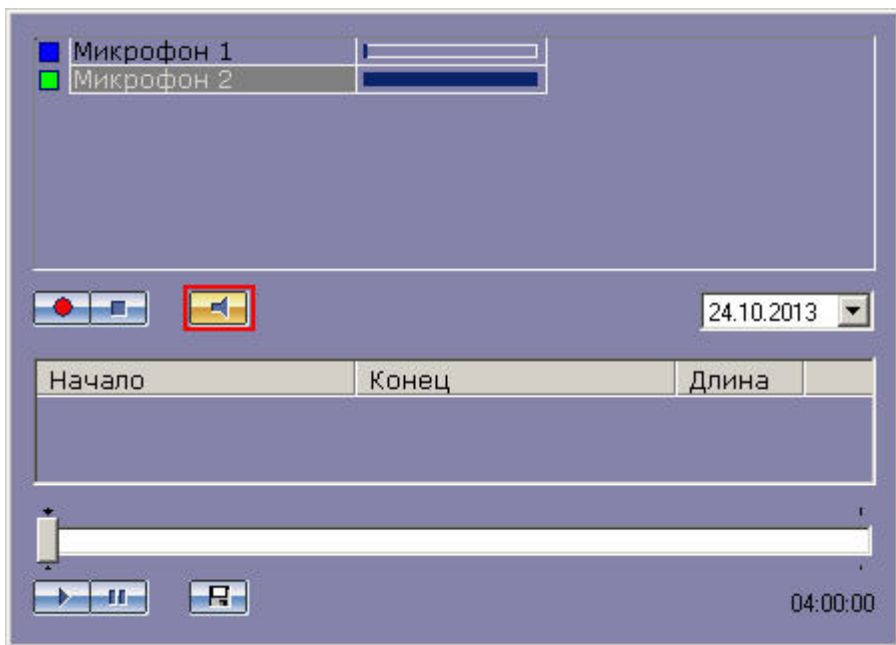 Микрофон 1
Микрофон 2
24.10.2013
Начало Конец Длина
04:00:00